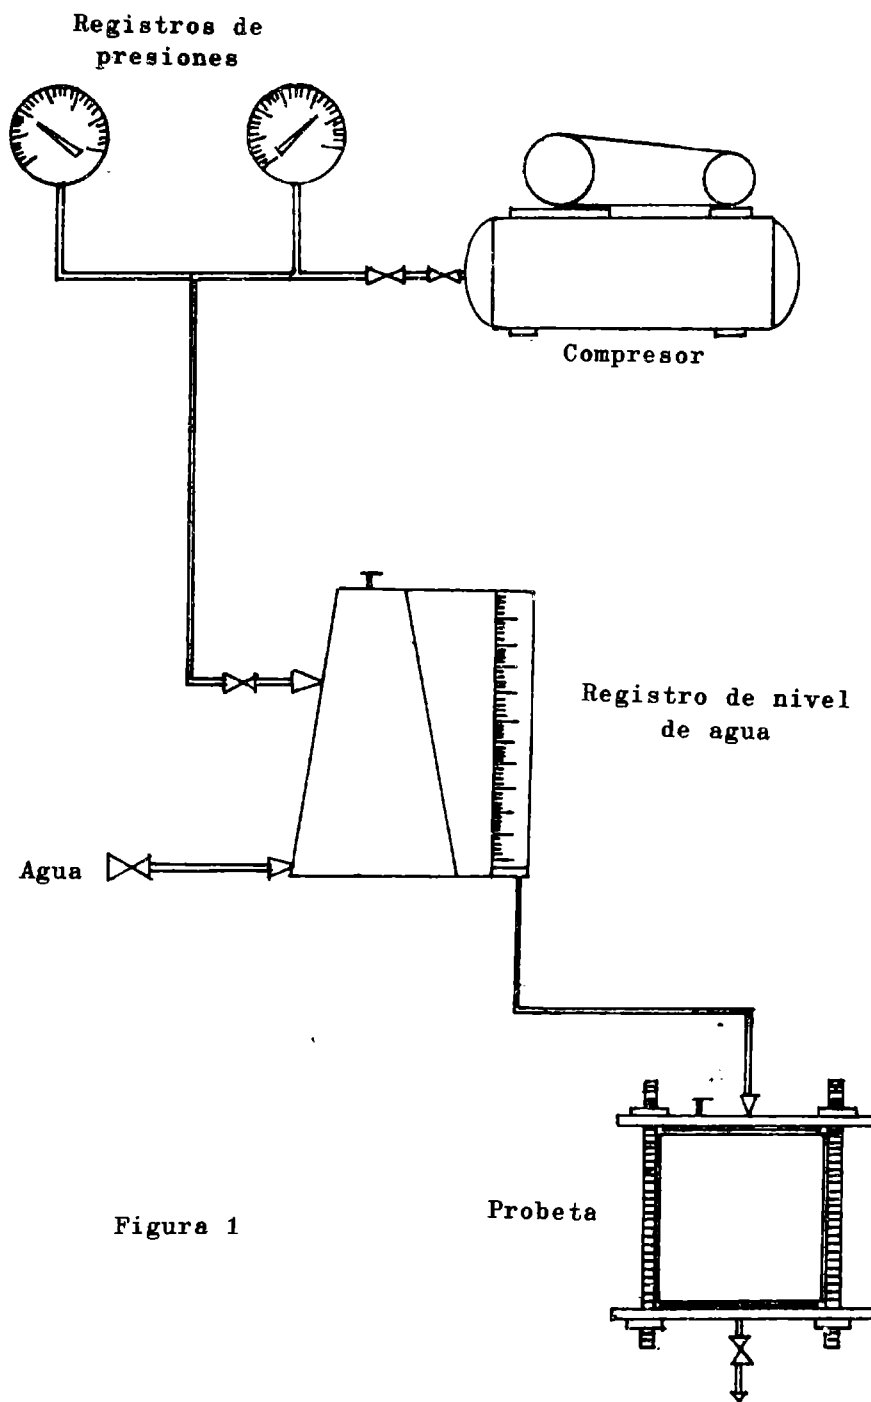 Registros de
presiones
Compresor
Registro de nivel
de agua
Agua
Probeta
Figura 1